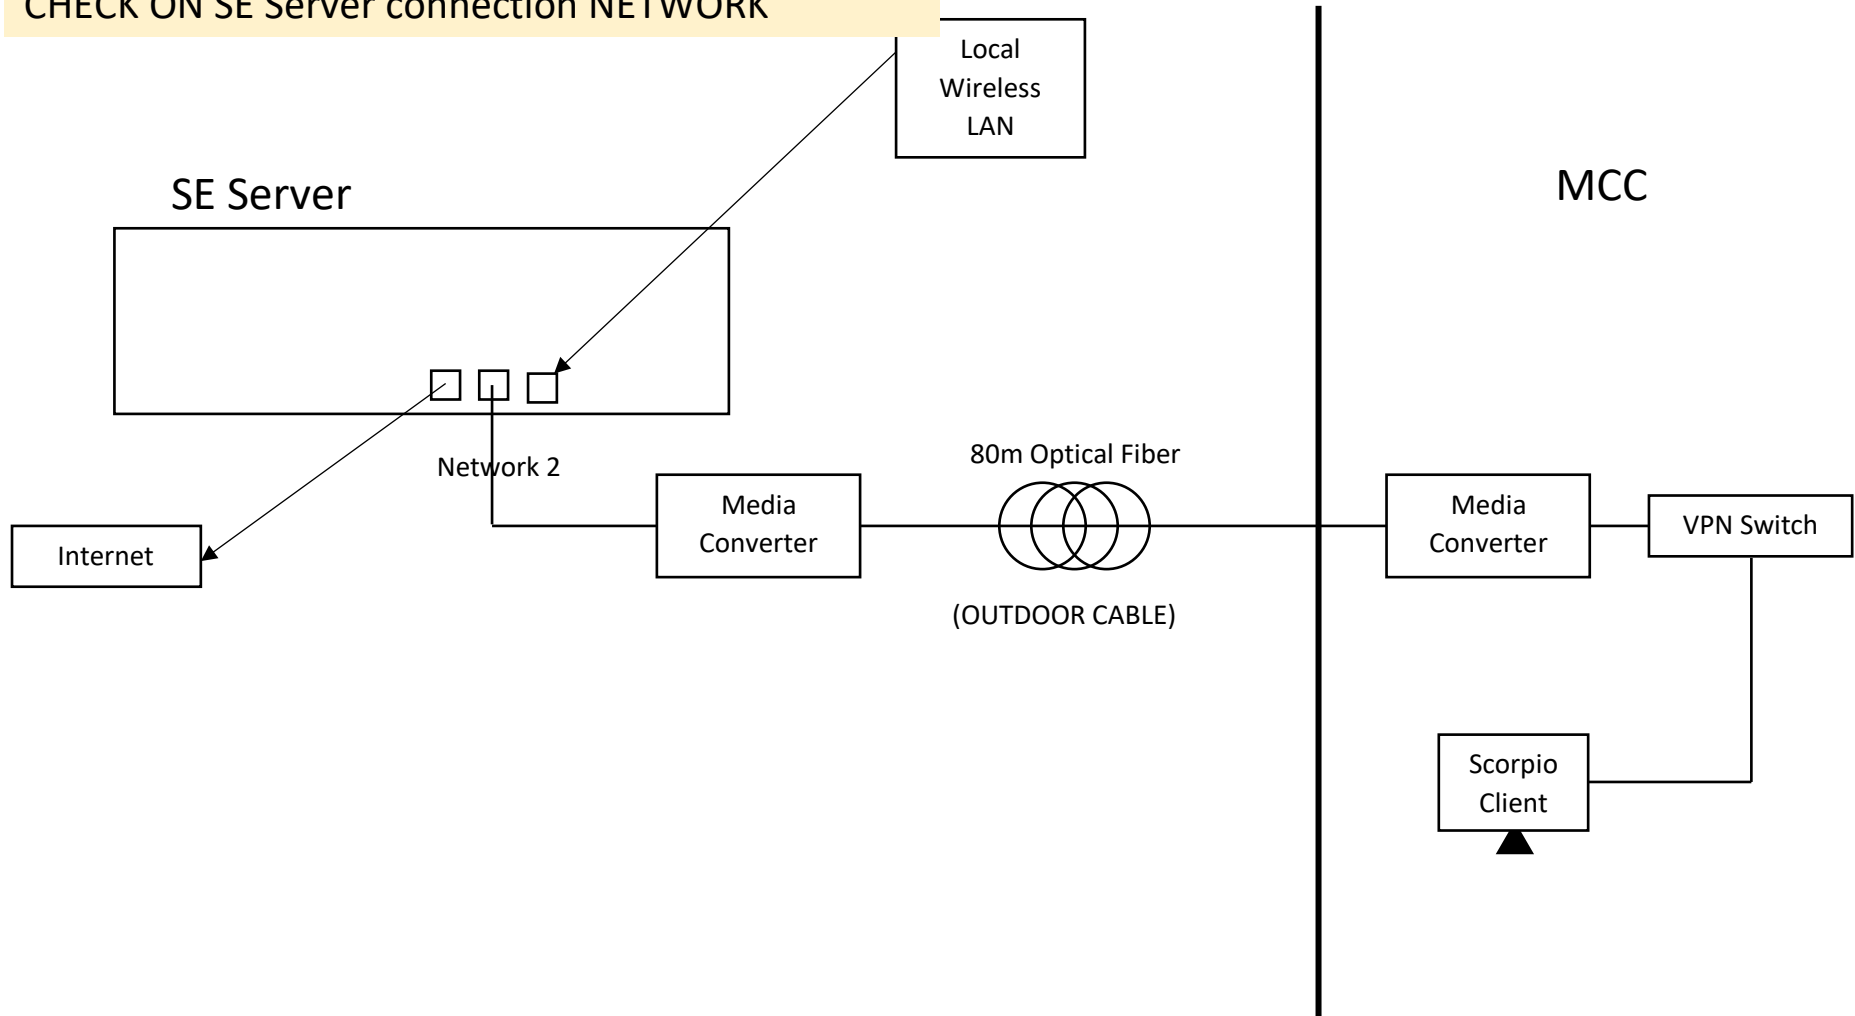 CHECK ON SE Server connection NETWORK
Local
Wireless
LAN
SE Server
MCC
Network 2
80m Optical Fiber
Media
Converter
Media
Converter
VPN Switch
Internet
(OUTDOOR CABLE)
Scorpio
Client